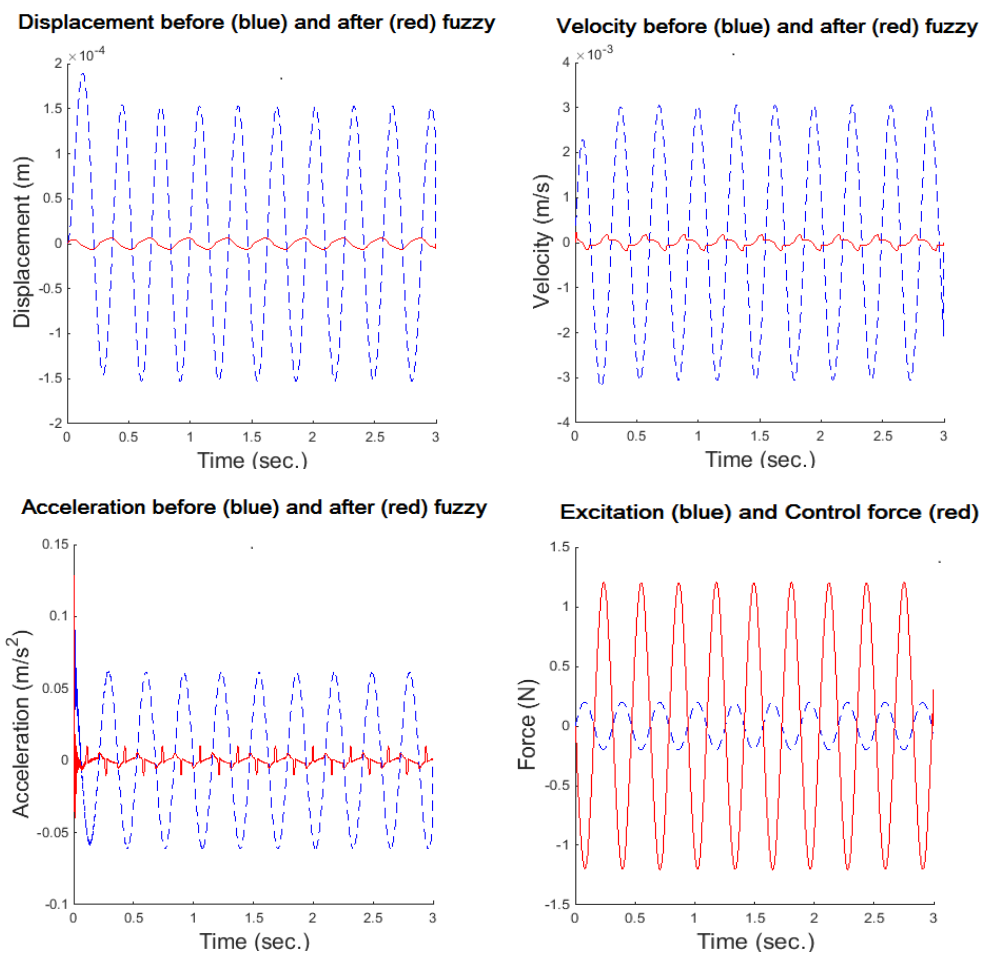 Displacement before (blue) and after (red) fuzzy
×10⁻⁴
2
1.5
1
0.5
0
-0.5
-1
-1.5
-2
Displacement (m)
0 0.5 1 1.5 2 2.5 3
Time (sec.)
Velocity before (blue) and after (red) fuzzy
×10⁻³
4
3
2
1
0
-1
-2
-3
-4
Velocity (m/s)
0 0.5 1 1.5 2 2.5 3
Time (sec.)
Acceleration before (blue) and after (red) fuzzy
0.15
0.1
0.05
0
-0.05
-0.1
Acceleration (m/s²)
0 0.5 1 1.5 2 2.5 3
Time (sec.)
Excitation (blue) and Control force (red)
1.5
1
0.5
0
-0.5
-1
-1.5
Force (N)
0 0.5 1 1.5 2 2.5 3
Time (sec.)